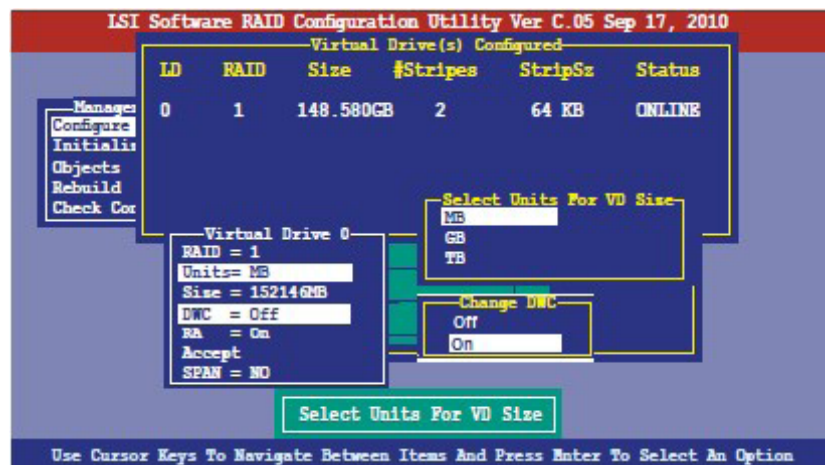 LSI Software RAID Configuration Utility Ver C.05 Sep 17, 2010
Virtual Drive(s) Configured
LD RAID Size #Stripes StripSz Status
0 1 148.580GB 2 64 KB ONLINE
Manage
Configure
Initiali
Objects
Rebuild
Check Con
Virtual Drive 0
RAID = 1
Units= MB
Size = 152146MB
DWC = Off
RA = On
Accept
SPAN = NO
Select Units For VD Size
MB
GB
TB
Change DWC
Off
On
Select Units For VD Size
Use Cursor Keys To Navigate Between Items And Press Enter To Select An Option